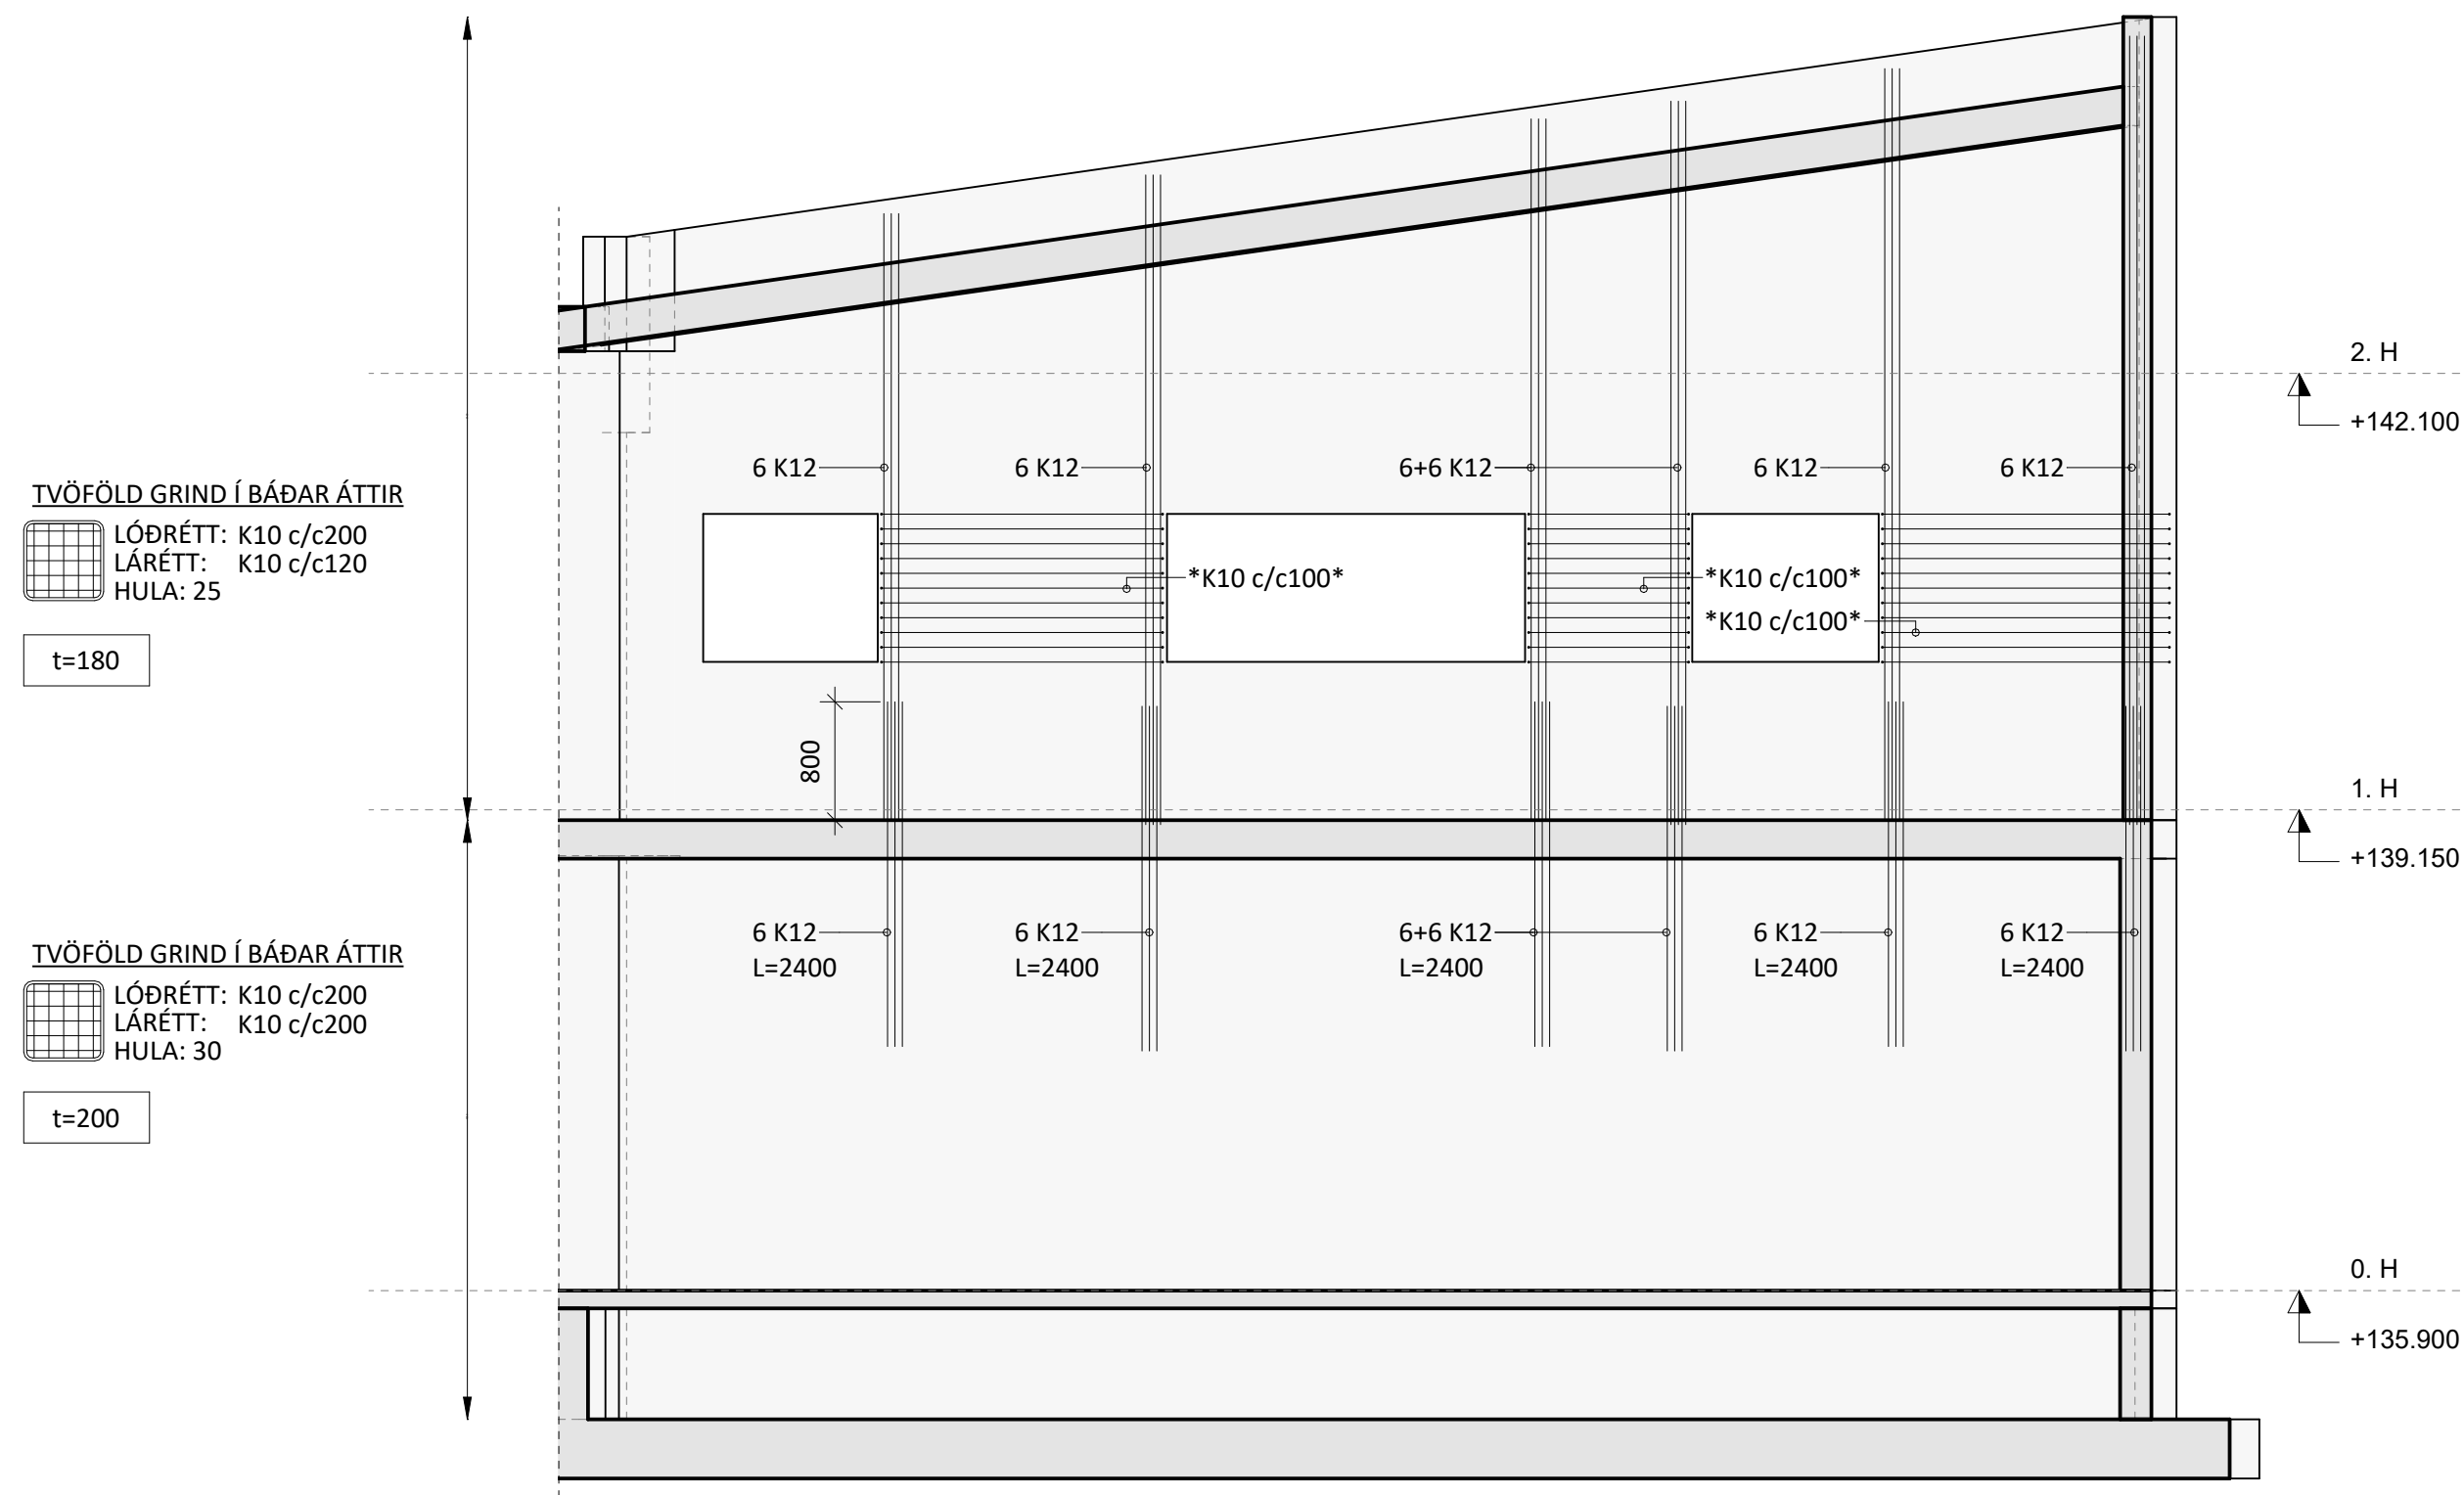 2. H
+142.100
6 K12
6 K12
6+6 K12
6 K12
6 K12
TVÖFÖLD GRIND Í BÁÐAR ÁTTIR
LÓÐRÉTT: K10 c/c200
LÁRÉTT: K10 c/c120
HULA: 25
*K10 c/c100*
*K10 c/c100*
*K10 c/c100*
t=180
800
1. H
+139.150
6 K12
L=2400
6 K12
L=2400
6+6 K12
L=2400
6 K12
L=2400
6 K12
L=2400
TVÖFÖLD GRIND Í BÁÐAR ÁTTIR
LÓÐRÉTT: K10 c/c200
LÁRÉTT: K10 c/c200
HULA: 30
t=200
0. H
+135.900